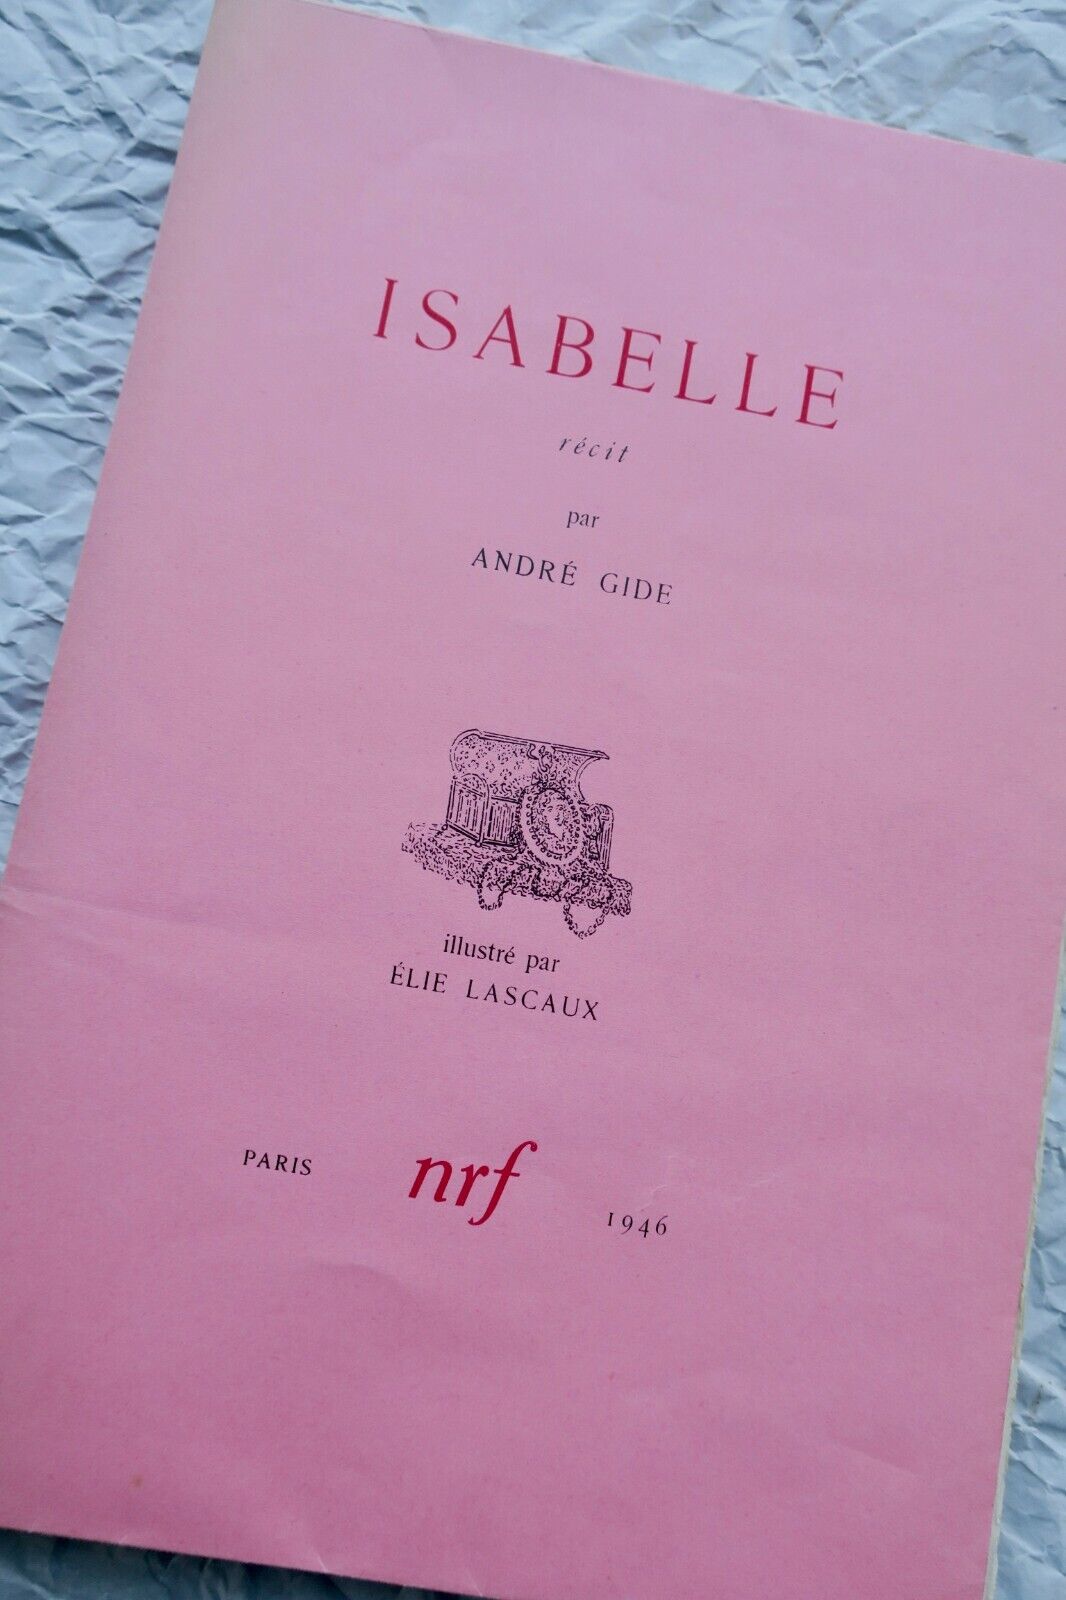 ISABELLE
récit
par
ANDRÉ GIDE
illustré par
ÉLIE LASCAUX
PARIS nrf 1946